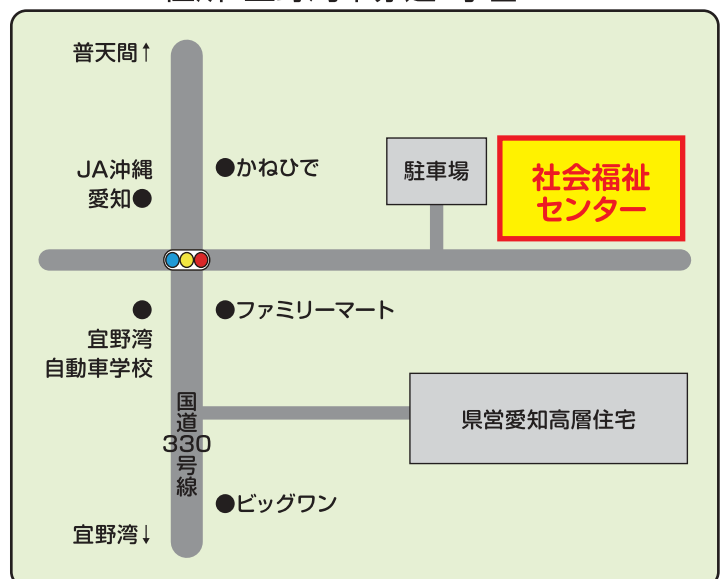 普天間↑
JA沖縄
愛知●
●かねひで
駐車場
社会福祉
センター
●ファミリーマート
●
宜野湾
自動車学校
国道
330
号線
県営愛知高層住宅
●ビッグワン
宜野湾↓